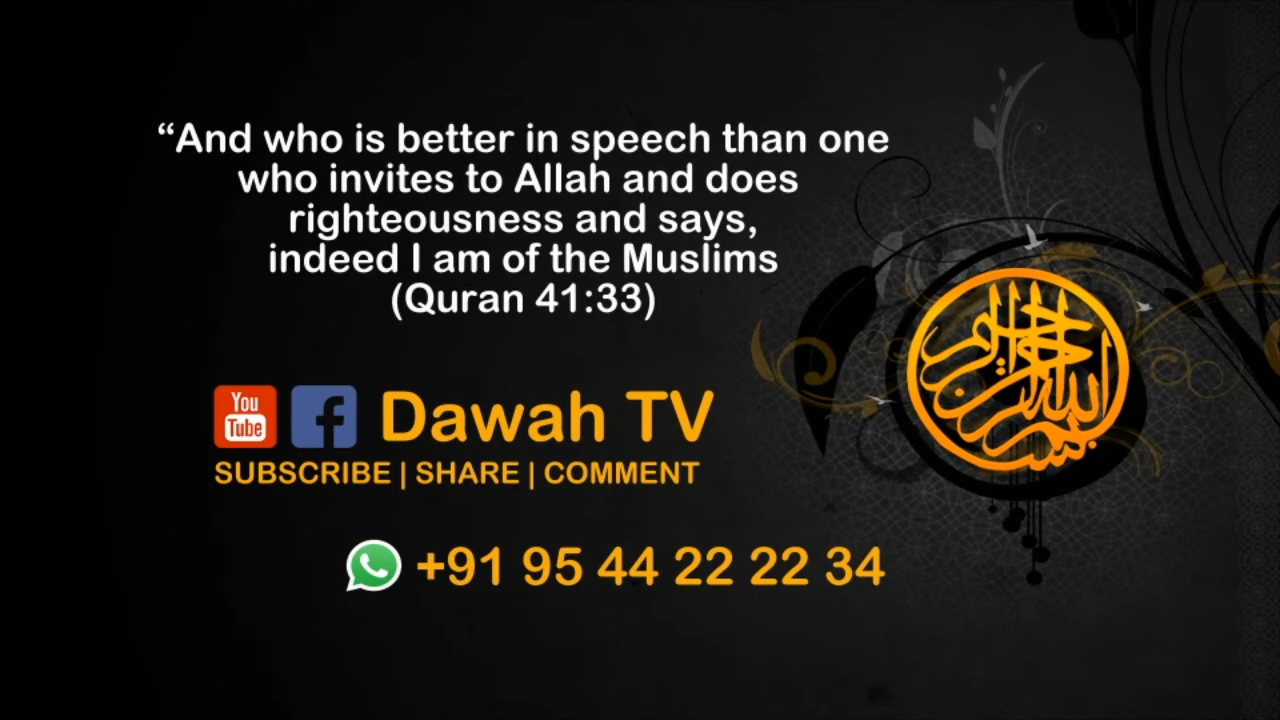 “And who is better in speech than one
who invites to Allah and does
righteousness and says,
indeed I am of the Muslims
(Quran 41:33)
You
Tube
f Dawah TV
SUBSCRIBE | SHARE | COMMENT
+91 95 44 22 22 34
بسم الله الرحمن الرحيم